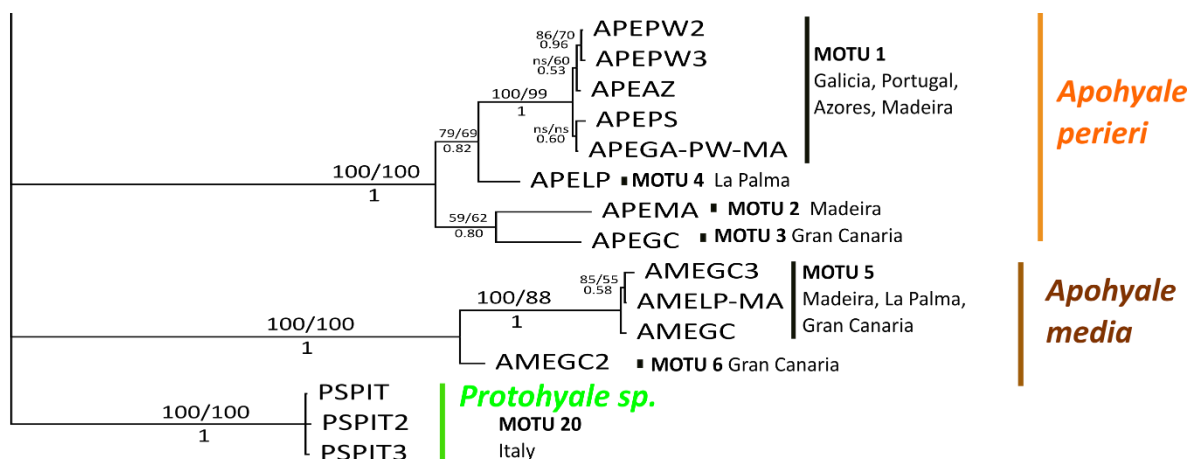 APEPW2
86/70
0.96
APEPW3
ns/60
0.53
APEAZ
100/99
1
APEPS
ns/ns
0.60
APEGA-PW-MA
MOTU 1
Galicia, Portugal,
Azores, Madeira
Apohyale
perieri
79/69
0.82
100/100
1
APELP MOTU 4 La Palma
APEMA MOTU 2 Madeira
59/62
0.80
APEGC MOTU 3 Gran Canaria
AMEGC3
85/55
0.58
AMELP-MA
100/88
1
AMEGC
MOTU 5
Madeira, La Palma,
Gran Canaria
Apohyale
media
100/100
1
AMEGC2 MOTU 6 Gran Canaria
PSPIT
100/100
1
PSPIT2
PSPIT3
Protohyale sp.
MOTU 20
Italy